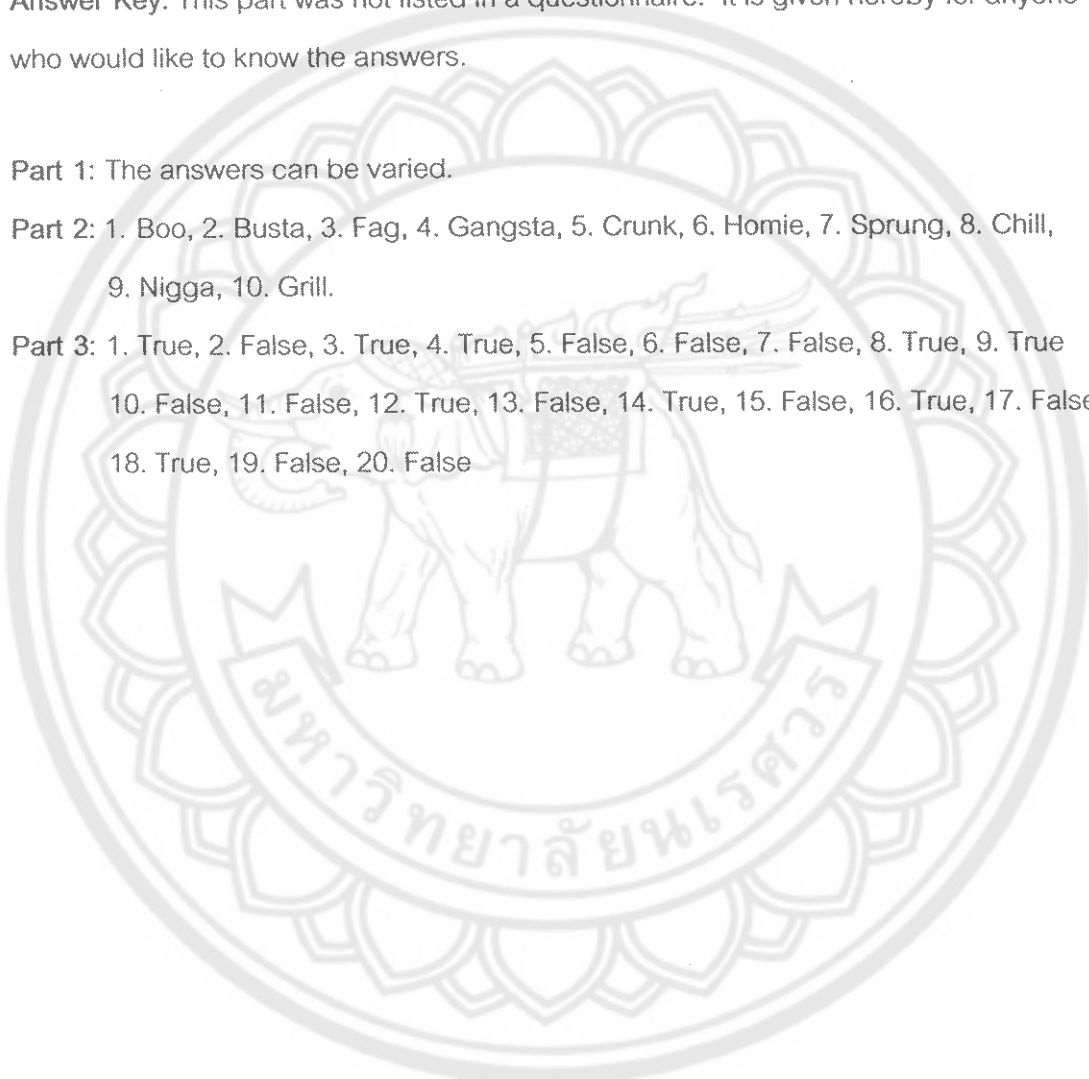 Answer Key: This part was not listed in a questionnaire. It is given hereby for anyone
who would like to know the answers.
Part 1: The answers can be varied.
Part 2: 1. Boo, 2. Busta, 3. Fag, 4. Gangsta, 5. Crunk, 6. Homie, 7. Sprung, 8. Chill,
9. Nigga, 10. Grill.
Part 3: 1. True, 2. False, 3. True, 4. True, 5. False, 6. False, 7. False, 8. True, 9. True
10. False, 11. False, 12. True, 13. False, 14. True, 15. False, 16. True, 17. False
18. True, 19. False, 20. False
มหาวิทยาลัยนเรศวร